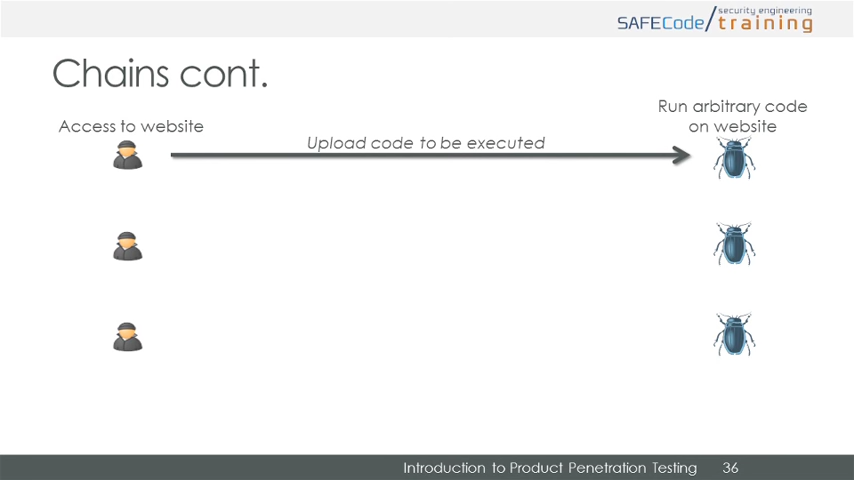 security engineering
SAFECode/training
Chains cont.
Access to website
Upload code to be executed
Run arbitrary code
on website
Introduction to Product Penetration Testing 36